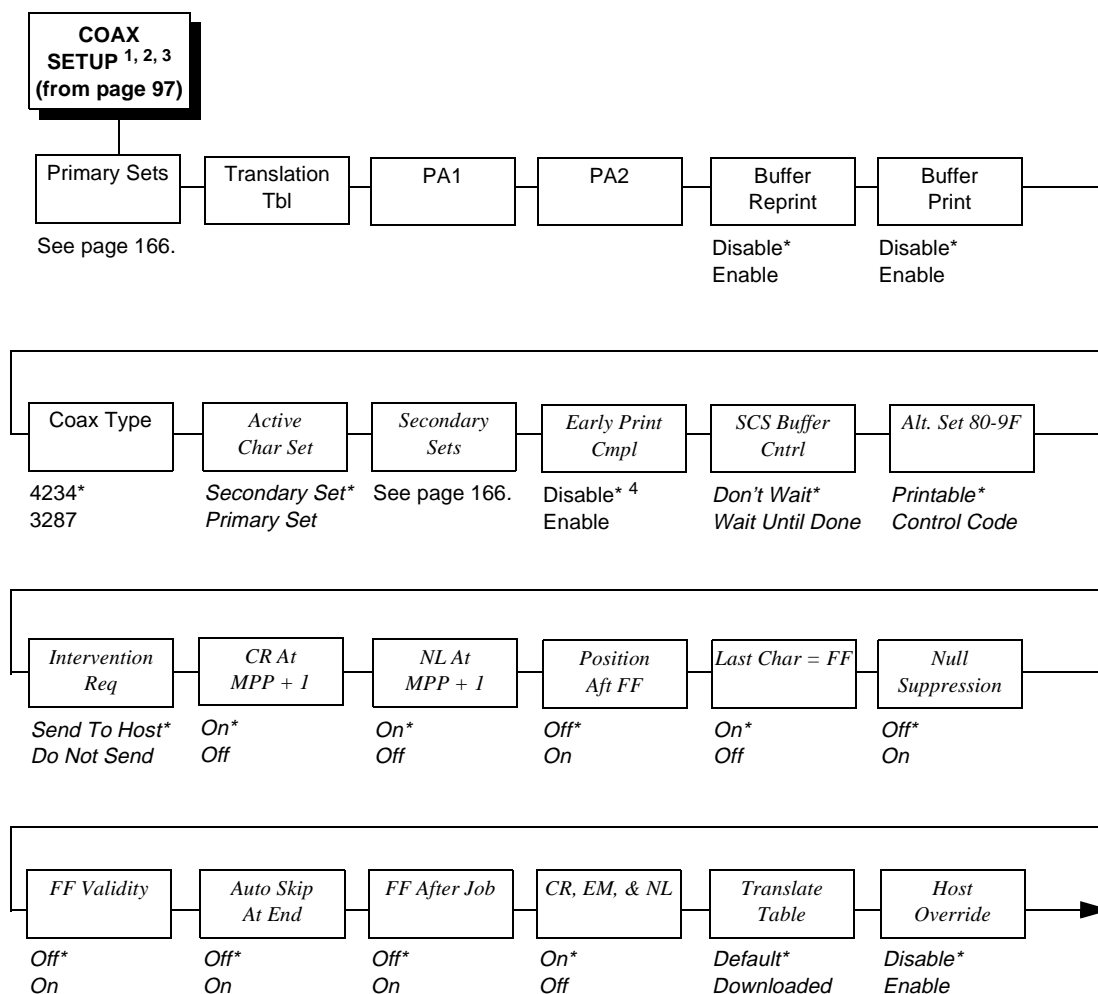 COAX
SETUP 1, 2, 3
(from page 97)
Primary Sets
See page 166.
Translation
Tbl
PA1
PA2
Buffer
Reprint
Disable*
Enable
Buffer
Print
Disable*
Enable
Coax Type
4234*
3287
Active
Char Set
Secondary Set*
Primary Set
Secondary
Sets
See page 166.
Early Print
Cmpl
Disable* 4
Enable
SCS Buffer
Cntrl
Don't Wait*
Wait Until Done
Alt. Set 80-9F
Printable*
Control Code
Intervention
Req
Send To Host*
Do Not Send
CR At
MPP + 1
On*
Off
NL At
MPP + 1
On*
Off
Position
Aft FF
Off*
On
Last Char = FF
On*
Off
Null
Suppression
Off*
On
FF Validity
Off*
On
Auto Skip
At End
Off*
On
FF After Job
Off*
On
CR, EM, & NL
On*
Off
Translate
Table
Default*
Downloaded
Host
Override
Disable*
Enable